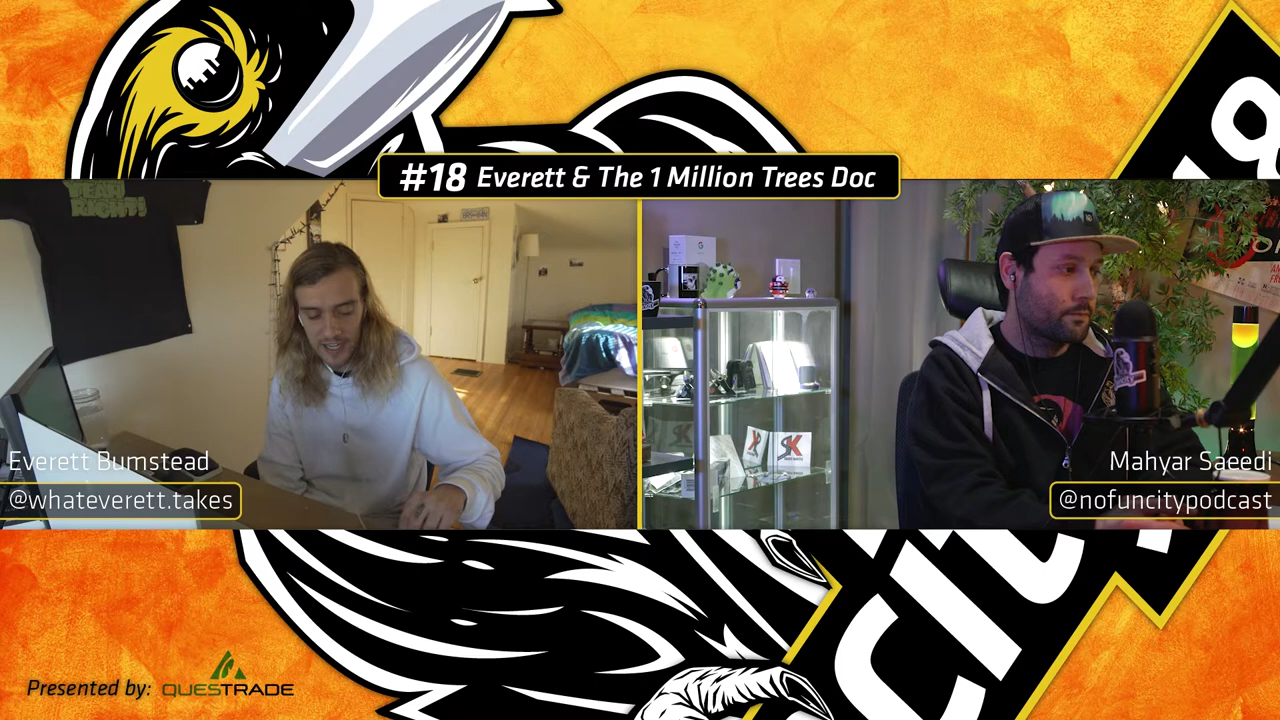 #18 Everett & The 1 Million Trees Doc
Everett Bumstead
@whateverett.takes
Mahyar Saeedi
@nofuncitypodcast
Presented by: QUESTRADE